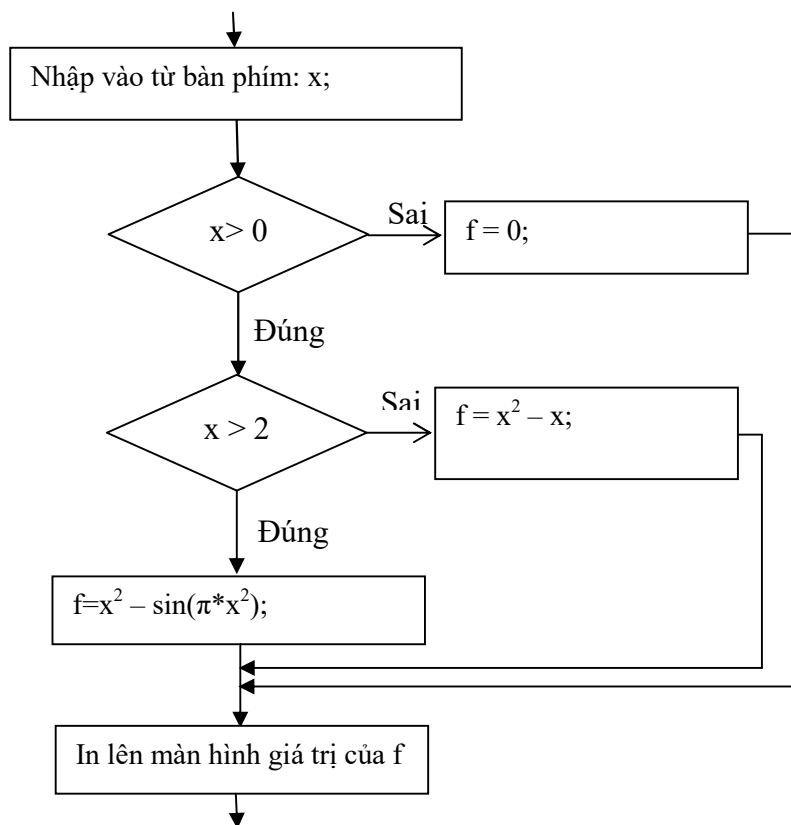 Nhập vào từ bàn phím: x;
x> 0
Sai
f = 0;
Đúng
x > 2
Sai
f = x² – x;
Đúng
f=x² – sin(π*x²);
In lên màn hình giá trị của f